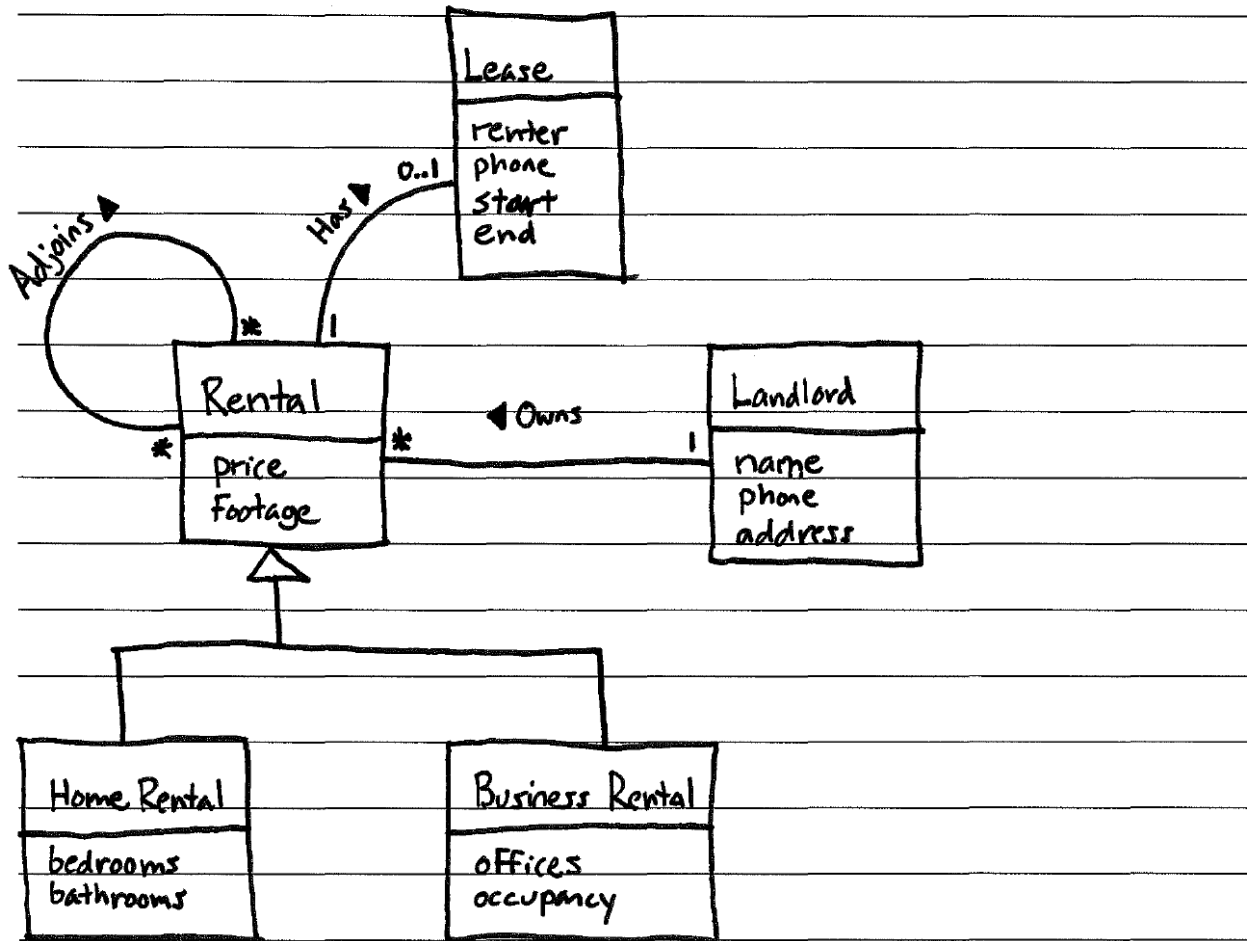 Lease
renter
phone
start
end
0..1
Has ▼
Adjoins ▲
*
1
Rental
*
price
footage
*
◀ Owns
1
Landlord
name
phone
address
Home Rental
bedrooms
bathrooms
Business Rental
offices
occupancy